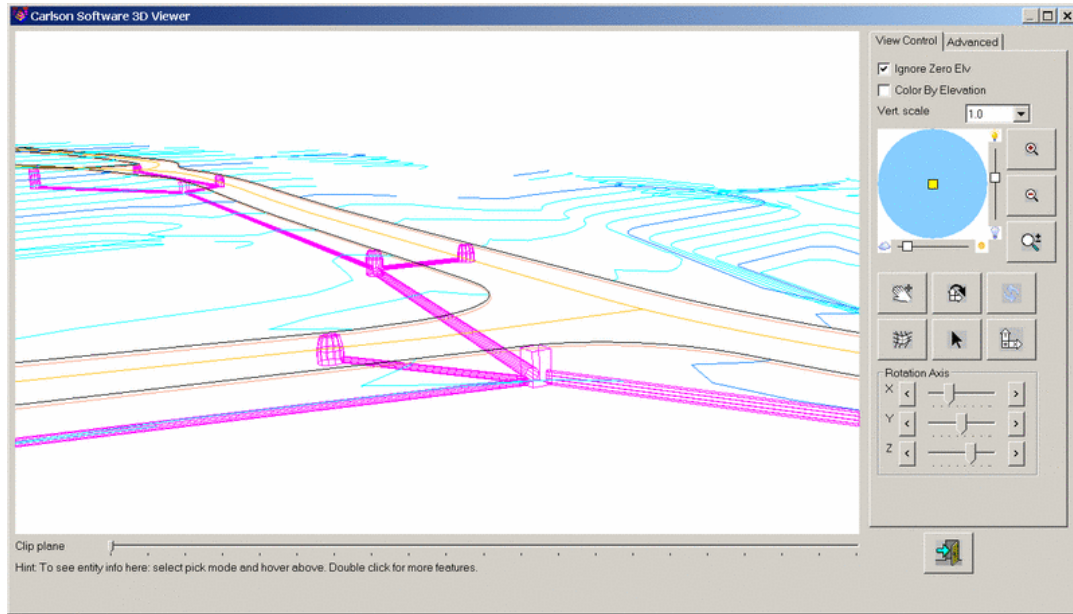 Carlson Software 3D Viewer
View Control
Advanced
Ignore Zero Elv
Color By Elevation
Vert. scale
1.0
Rotation Axis
X
<
>
Y
<
>
Z
<
>
Clip plane
Hint: To see entity info here: select pick mode and hover above. Double click for more features.